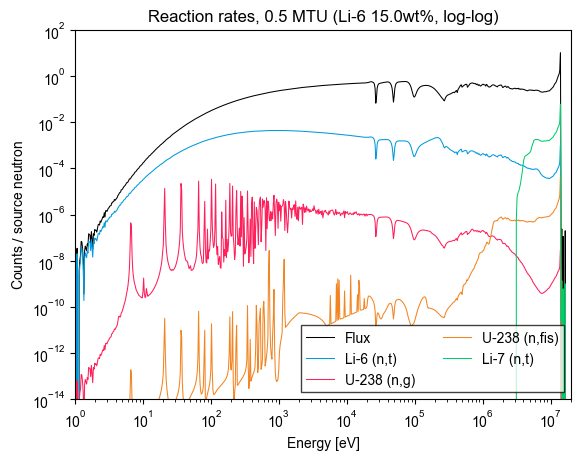 Reaction rates, 0.5 MTU (Li-6 15.0wt%, log-log)
Counts / source neutron
10^2
10^0
10^−2
10^−4
10^−6
10^−8
10^−10
10^−12
10^−14
Flux
Li-6 (n,t)
U-238 (n,g)
U-238 (n,fis)
Li-7 (n,t)
10^0 10^1 10^2 10^3 10^4 10^5 10^6 10^7
Energy [eV]